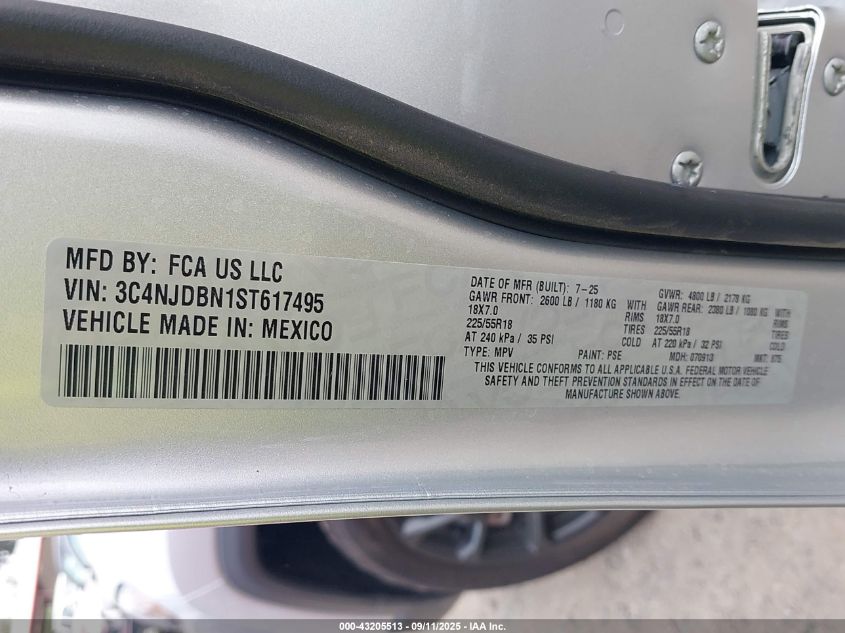 MFD BY: FCA US LLC
VIN: 3C4NJDBN1ST617495
VEHICLE MADE IN: MEXICO
DATE OF MFR (BUILT): 7-25 GVWR: 4800 LB / 2178 KG
GAWR FRONT: 2600 LB / 1180 KG WITH GAWR REAR: 2380 LB / 1080 KG WITH
18X7.0 RIMS 18X7.0 RIMS
225/55R18 TIRES 225/55R18 TIRES
AT 240 kPa / 35 PSI COLD AT 220 kPa / 32 PSI COLD
TYPE: MPV PAINT: PSE MDH: 070913 MKT:
THIS VEHICLE CONFORMS TO ALL APPLICABLE U.S.A. FEDERAL MOTOR VEHICLE
SAFETY AND THEFT PREVENTION STANDARDS IN EFFECT ON THE DATE OF
MANUFACTURE SHOWN ABOVE.
000-43205513 - 09/11/2025 - IAA Inc.